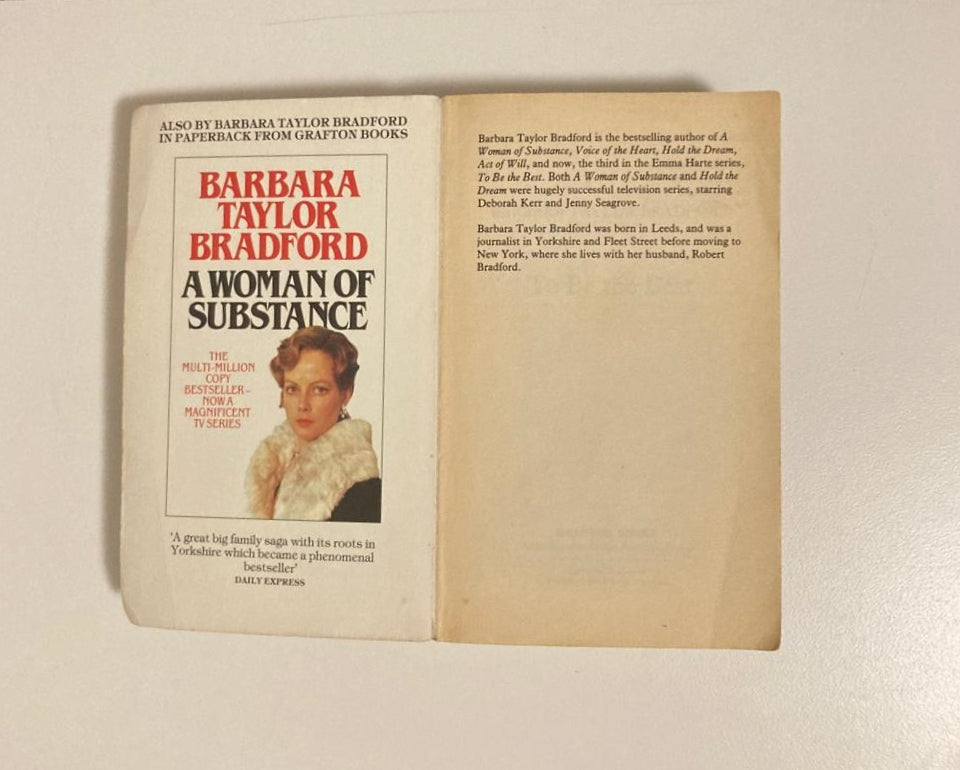 ALSO BY BARBARA TAYLOR BRADFORD
IN PAPERBACK FROM GRAFTON BOOKS
BARBARA
TAYLOR
BRADFORD
A WOMAN OF
SUBSTANCE
THE
MULTI-MILLION
COPY
BESTSELLER–
NOW A
MAGNIFICENT
TV SERIES
'A great big family saga with its roots in
Yorkshire which became a phenomenal
bestseller'
DAILY EXPRESS
Barbara Taylor Bradford is the bestselling author of A
Woman of Substance, Voice of the Heart, Hold the Dream,
Act of Will, and now, the third in the Emma Harte series,
To Be the Best. Both A Woman of Substance and Hold the
Dream were hugely successful television series, starring
Deborah Kerr and Jenny Seagrove.
Barbara Taylor Bradford was born in Leeds, and was a
journalist in Yorkshire and Fleet Street before moving to
New York, where she lives with her husband, Robert
Bradford.